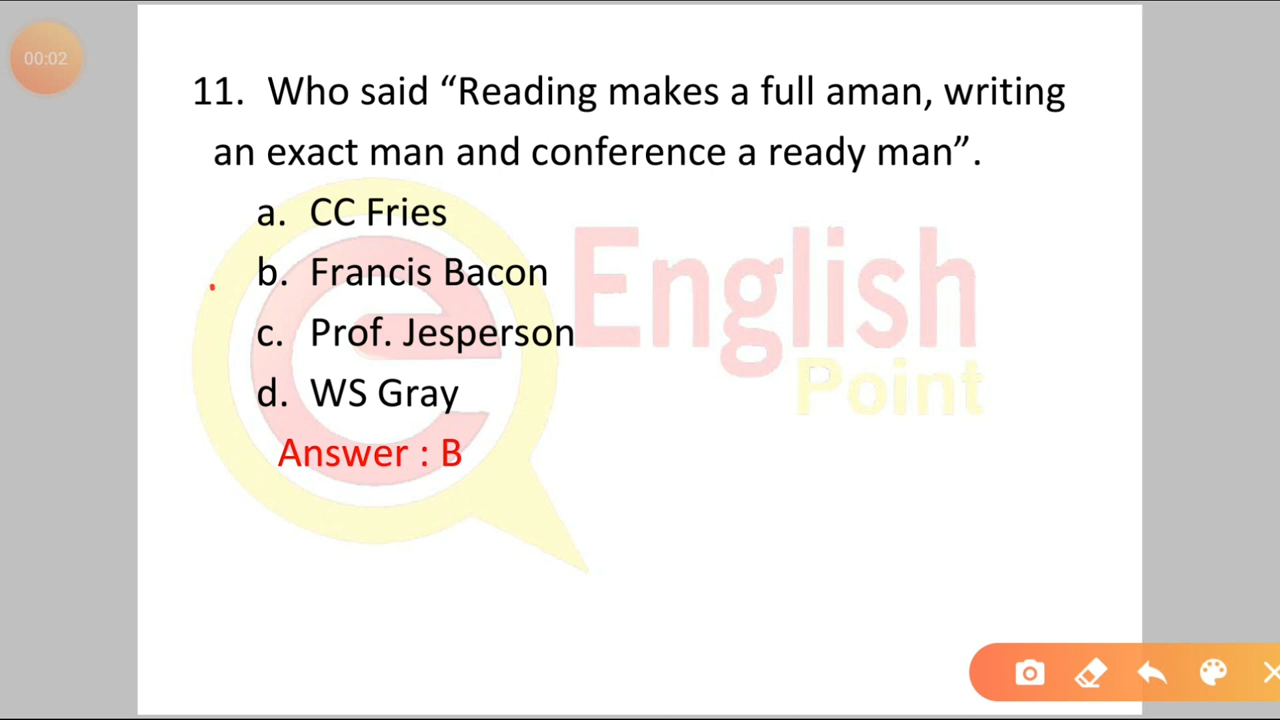 00:02
11. Who said “Reading makes a full aman, writing
an exact man and conference a ready man”.
a. CC Fries
b. Francis Bacon
c. Prof. Jesperson
d. WS Gray
Answer : B
e English
Point